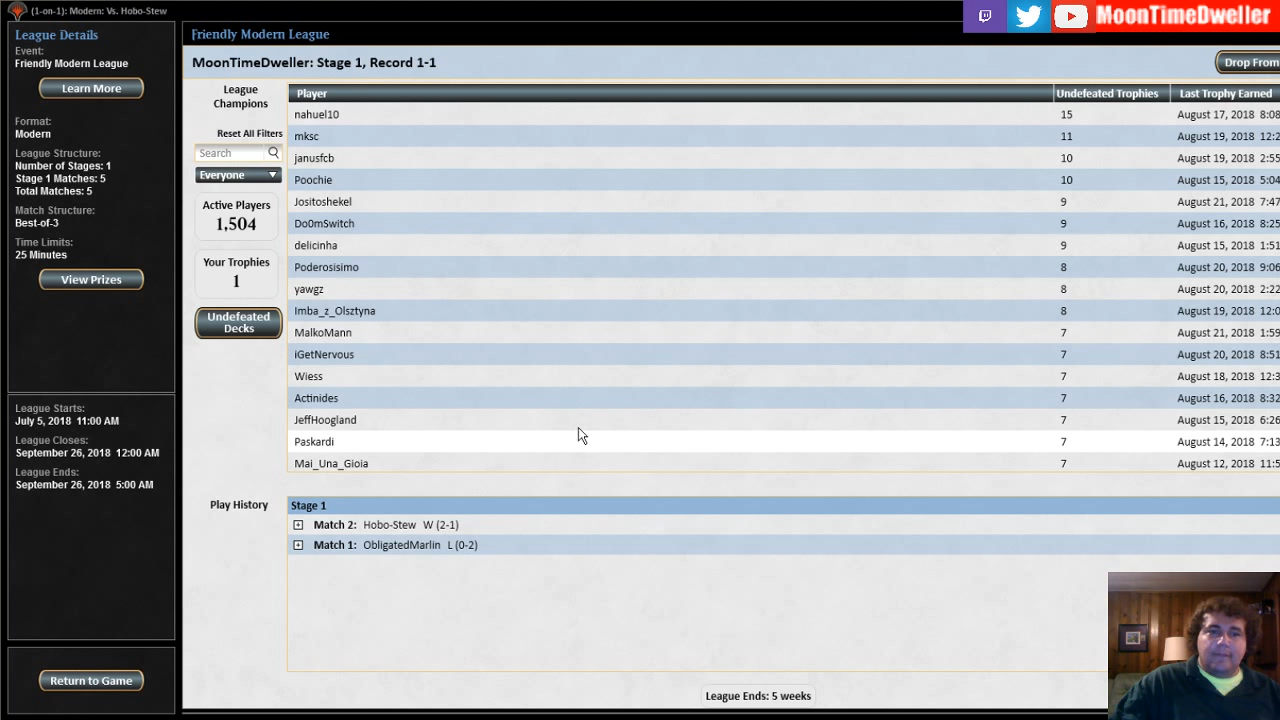 (1-on-1): Modern: Vs. Hobo-Stew
MoonTimeDweller
League Details
Event:
Friendly Modern League
Learn More
Format:
Modern
League Structure:
Number of Stages: 1
Stage 1 Matches: 5
Total Matches: 5
Match Structure:
Best-of-3
Time Limits:
25 Minutes
View Prizes
League Starts:
July 5, 2018 11:00 AM
League Closes:
September 26, 2018 12:00 AM
League Ends:
September 26, 2018 5:00 AM
Return to Game
Friendly Modern League
MoonTimeDweller: Stage 1, Record 1-1
Drop From
League
Champions
Reset All Filters
Search
Everyone
Active Players
1,504
Your Trophies
1
Undefeated
Decks
Player Undefeated Trophies Last Trophy Earned
nahuel10 15 August 17, 2018 8:08
mksc 11 August 19, 2018 12:2
janusfcb 10 August 19, 2018 2:55
Poochie 10 August 15, 2018 5:04
Jositoshekel 9 August 21, 2018 7:47
Do0mSwitch 9 August 16, 2018 8:25
delicinha 9 August 15, 2018 1:51
Poderosisimo 8 August 20, 2018 9:06
yawgz 8 August 20, 2018 2:22
Imba_z_Olsztyna 8 August 19, 2018 12:0
MalkoMann 7 August 21, 2018 1:59
iGetNervous 7 August 20, 2018 8:51
Wiess 7 August 18, 2018 12:3
Actinides 7 August 16, 2018 8:32
JeffHoogland 7 August 15, 2018 6:26
Paskardi 7 August 14, 2018 7:13
Mai_Una_Gioia 7 August 12, 2018 11:5
Play History
Stage 1
Match 2: Hobo-Stew W (2-1)
Match 1: ObligatedMarlin L (0-2)
League Ends: 5 weeks